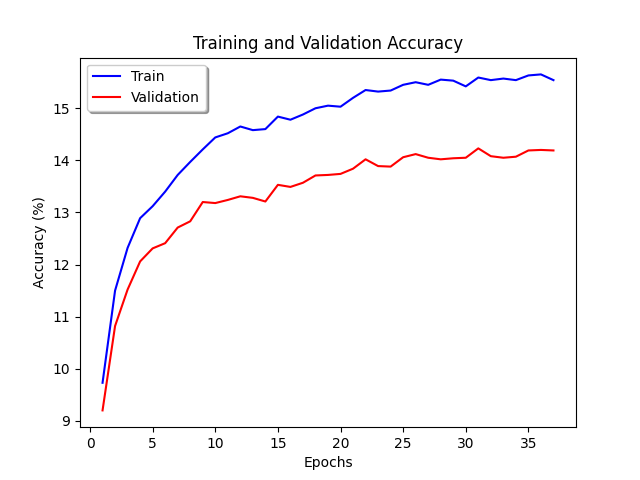 Training and Validation Accuracy
Train
Validation
Accuracy (%)
15
14
13
12
11
10
9
0 5 10 15 20 25 30 35
Epochs